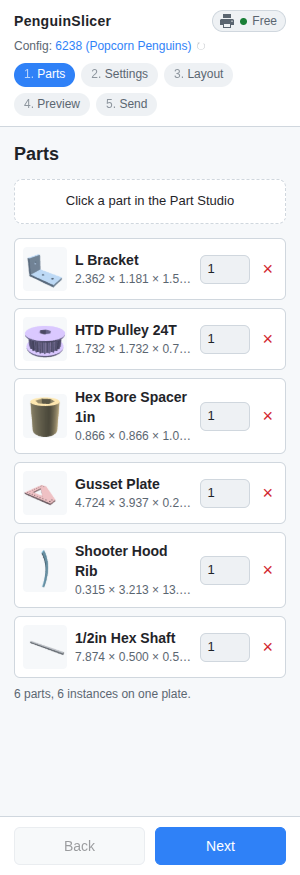 PenguinSlicer
Free
Config: 6238 (Popcorn Penguins)
1. Parts
2. Settings
3. Layout
4. Preview
5. Send
Parts
Click a part in the Part Studio
L Bracket
2.362 × 1.181 × 1.5…
1
×
HTD Pulley 24T
1.732 × 1.732 × 0.7…
1
×
Hex Bore Spacer
1in
0.866 × 0.866 × 1.0…
1
×
Gusset Plate
4.724 × 3.937 × 0.2…
1
×
Shooter Hood
Rib
0.315 × 3.213 × 13.…
1
×
1/2in Hex Shaft
7.874 × 0.500 × 0.5…
1
×
6 parts, 6 instances on one plate.
Back
Next